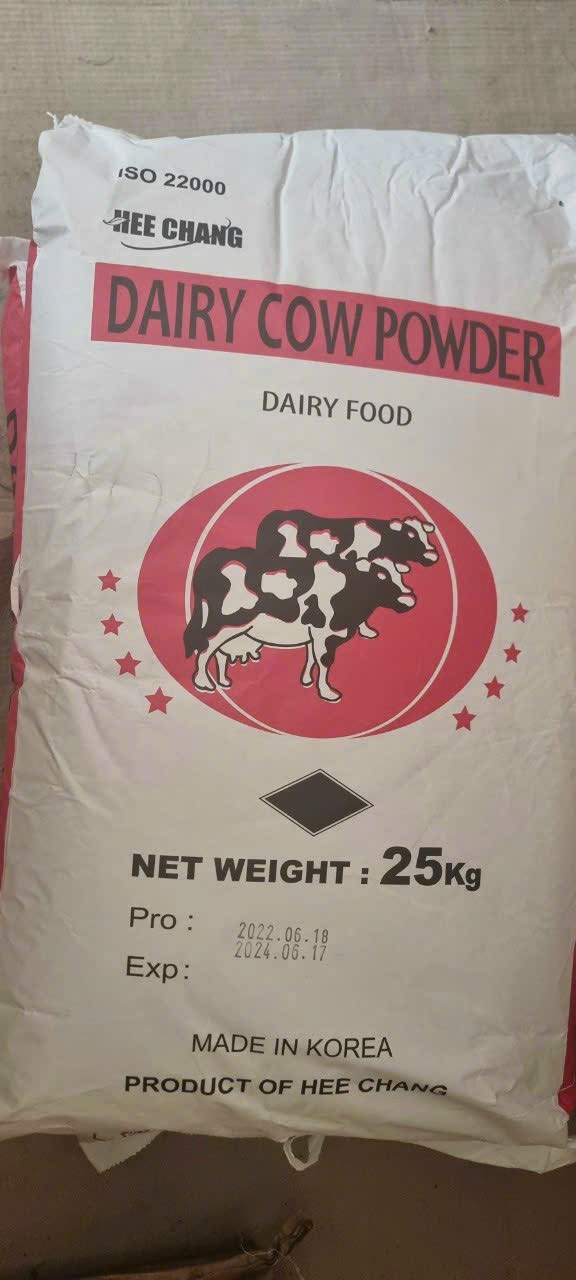 ISO 22000
HEE CHANG
DAIRY COW POWDER
DAIRY FOOD
NET WEIGHT : 25Kg
Pro :
2022.06.18
2024.06.17
Exp:
MADE IN KOREA
PRODUCT OF HEE CHANG